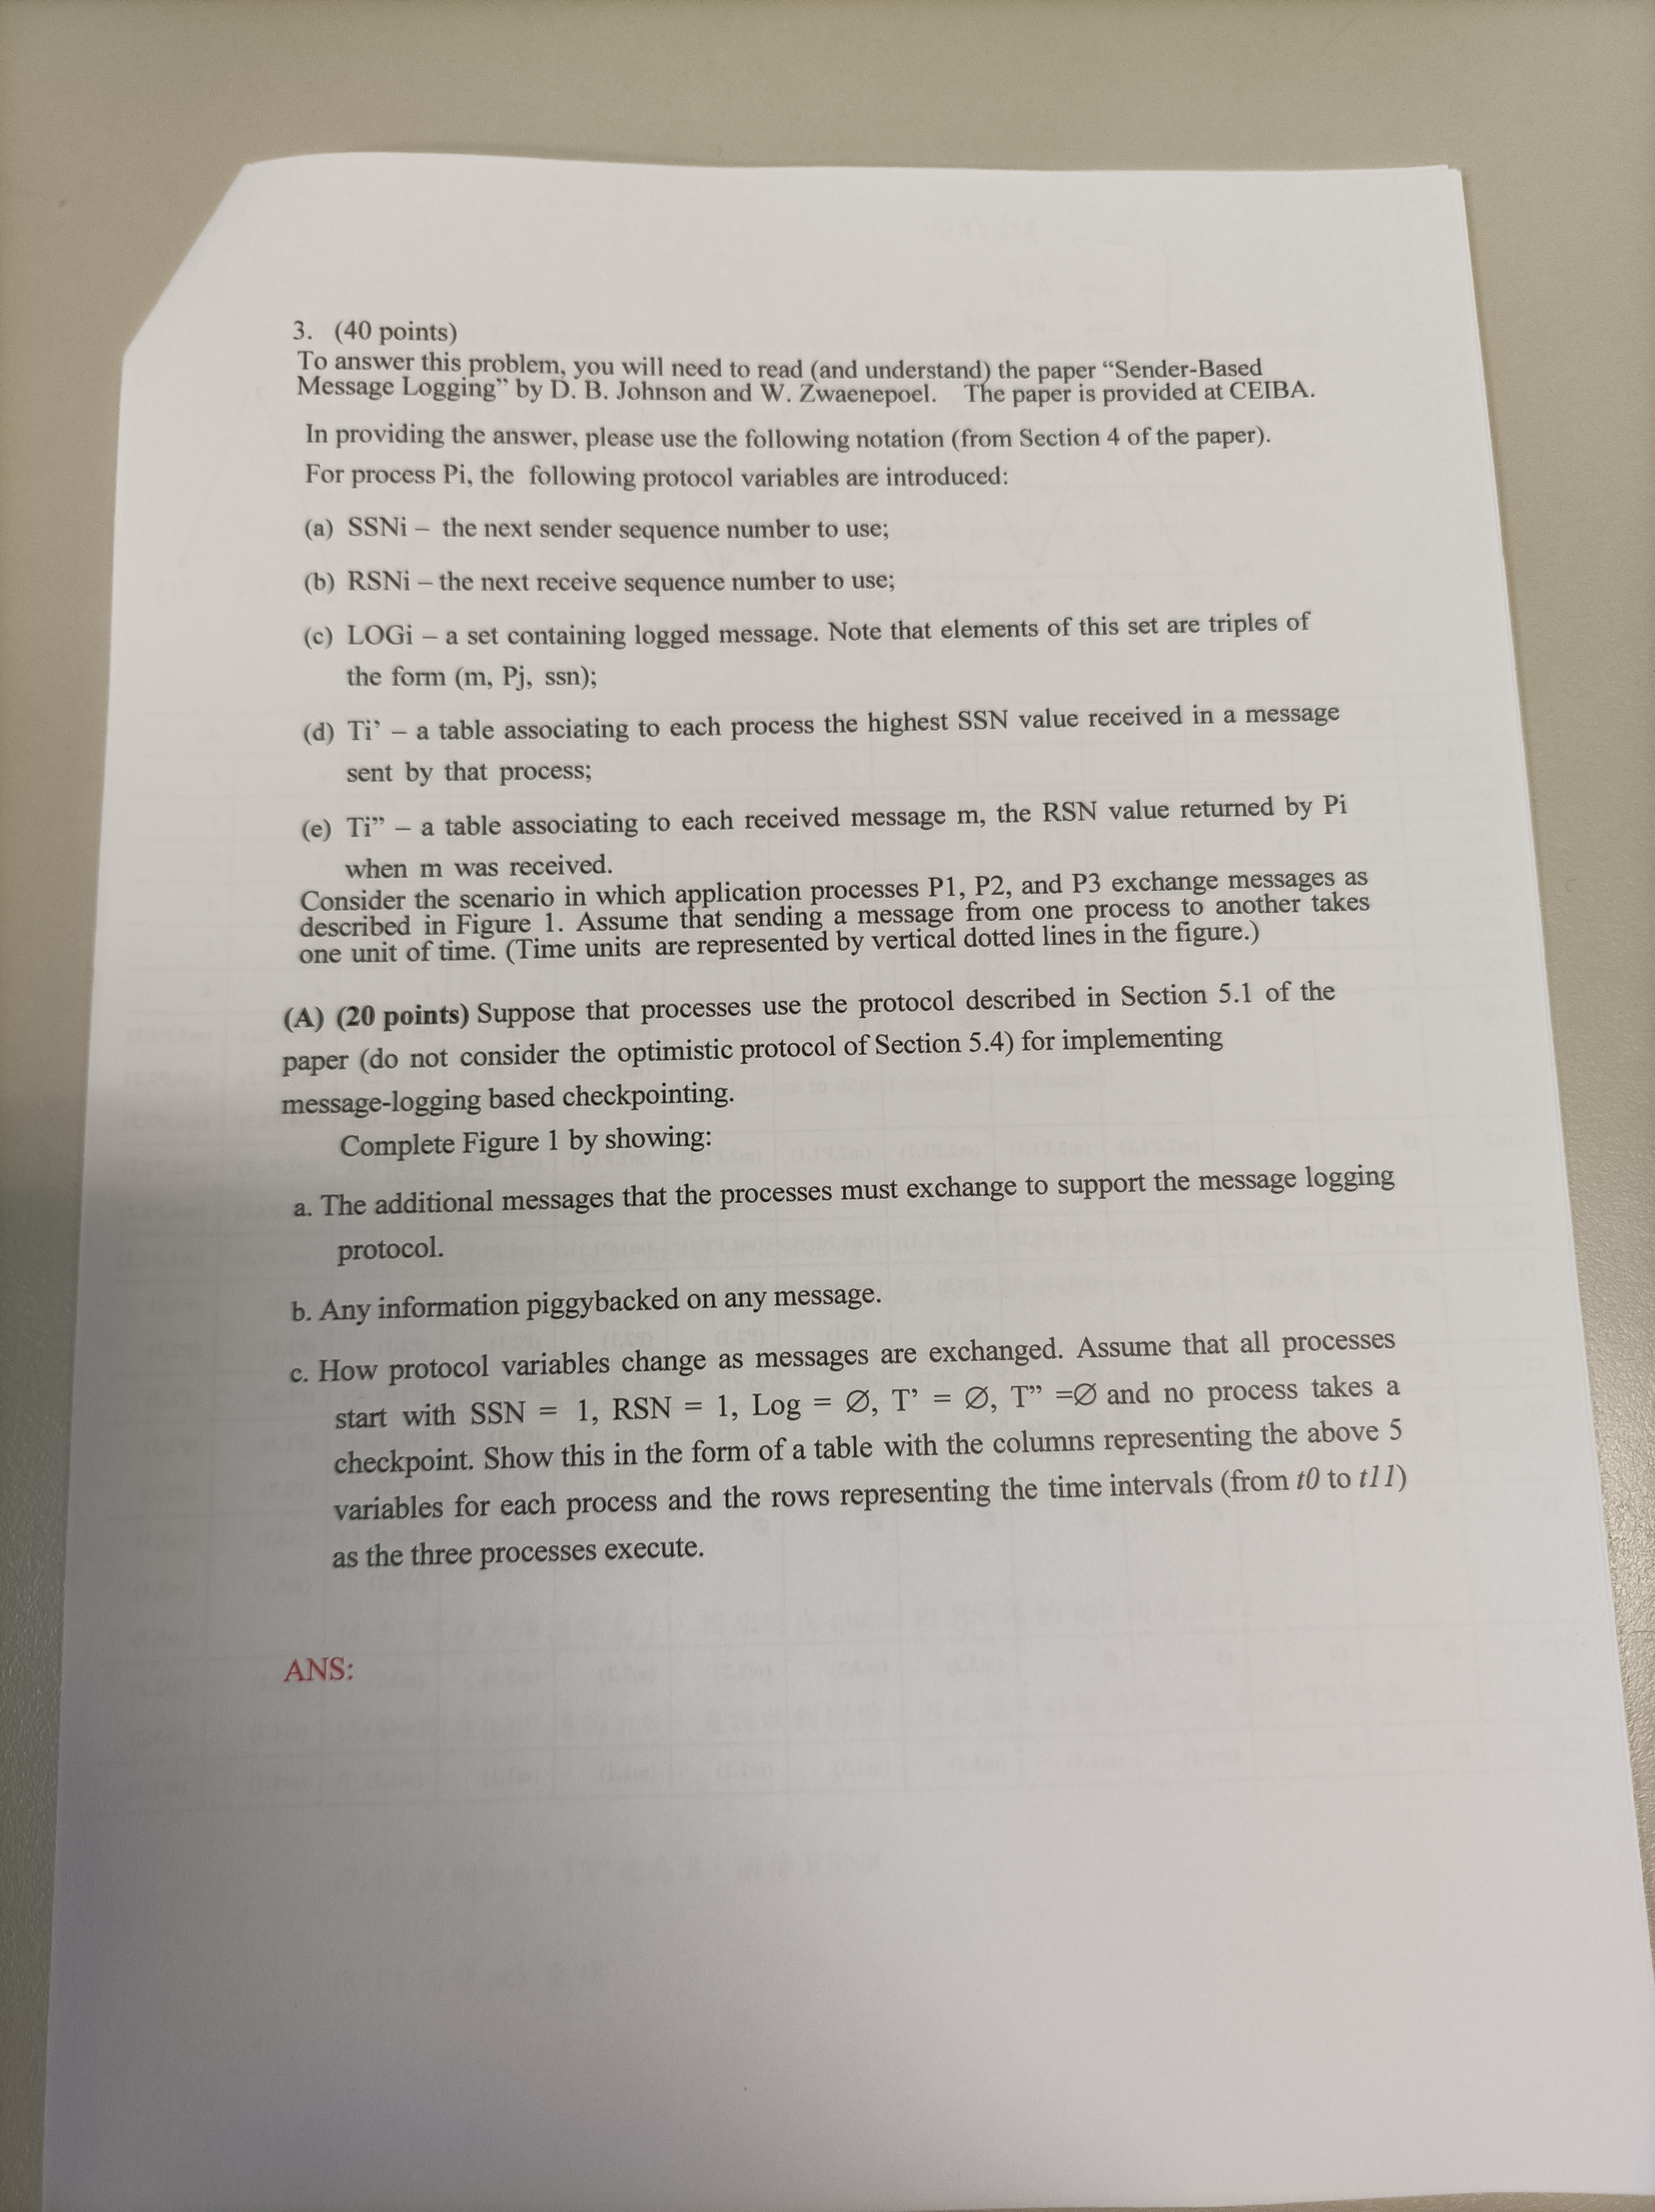 3. (40 points)
To answer this problem, you will need to read (and understand) the paper “Sender-Based
Message Logging” by D. B. Johnson and W. Zwaenepoel. The paper is provided at CEIBA.
In providing the answer, please use the following notation (from Section 4 of the paper).
For process Pi, the following protocol variables are introduced:
(a) SSNi – the next sender sequence number to use;
(b) RSNi – the next receive sequence number to use;
(c) LOGi – a set containing logged message. Note that elements of this set are triples of
the form (m, Pj, ssn);
(d) Ti’ – a table associating to each process the highest SSN value received in a message
sent by that process;
(e) Ti” – a table associating to each received message m, the RSN value returned by Pi
when m was received.
Consider the scenario in which application processes P1, P2, and P3 exchange messages as
described in Figure 1. Assume that sending a message from one process to another takes
one unit of time. (Time units are represented by vertical dotted lines in the figure.)
(A) (20 points) Suppose that processes use the protocol described in Section 5.1 of the
paper (do not consider the optimistic protocol of Section 5.4) for implementing
message-logging based checkpointing.
Complete Figure 1 by showing:
a. The additional messages that the processes must exchange to support the message logging
protocol.
b. Any information piggybacked on any message.
c. How protocol variables change as messages are exchanged. Assume that all processes
start with SSN = 1, RSN = 1, Log = Ø, T’ = Ø, T” =Ø and no process takes a
checkpoint. Show this in the form of a table with the columns representing the above 5
variables for each process and the rows representing the time intervals (from t0 to t11)
as the three processes execute.
ANS: